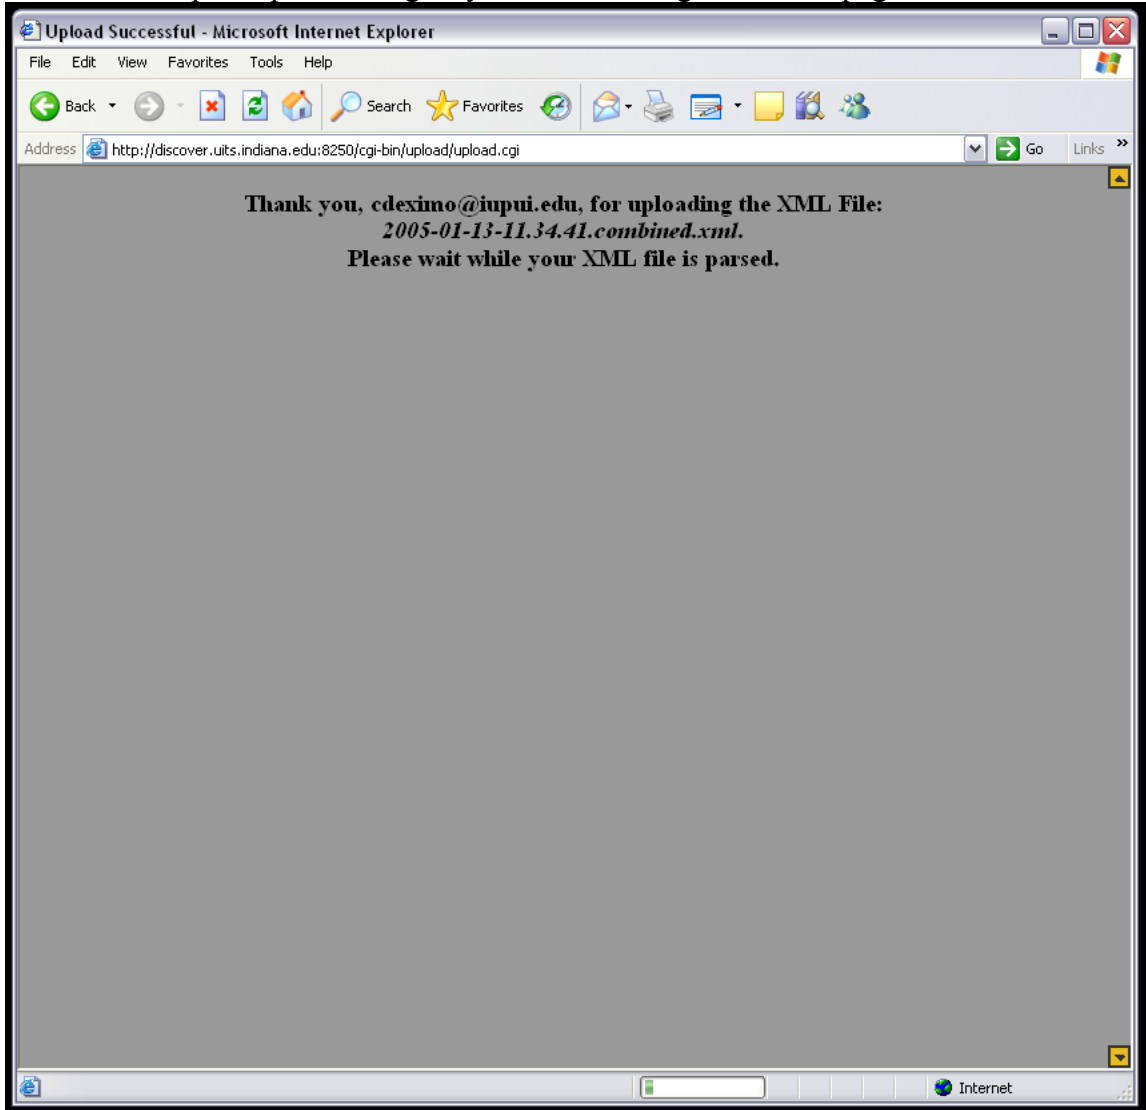 Upload Successful - Microsoft Internet Explorer
File Edit View Favorites Tools Help
Back Search Favorites
Address http://discover.uits.indiana.edu:8250/cgi-bin/upload/upload.cgi Go Links »
Thank you, cdeximo@iupui.edu, for uploading the XML File:
2005-01-13-11.34.41.combined.xml.
Please wait while your XML file is parsed.
Internet